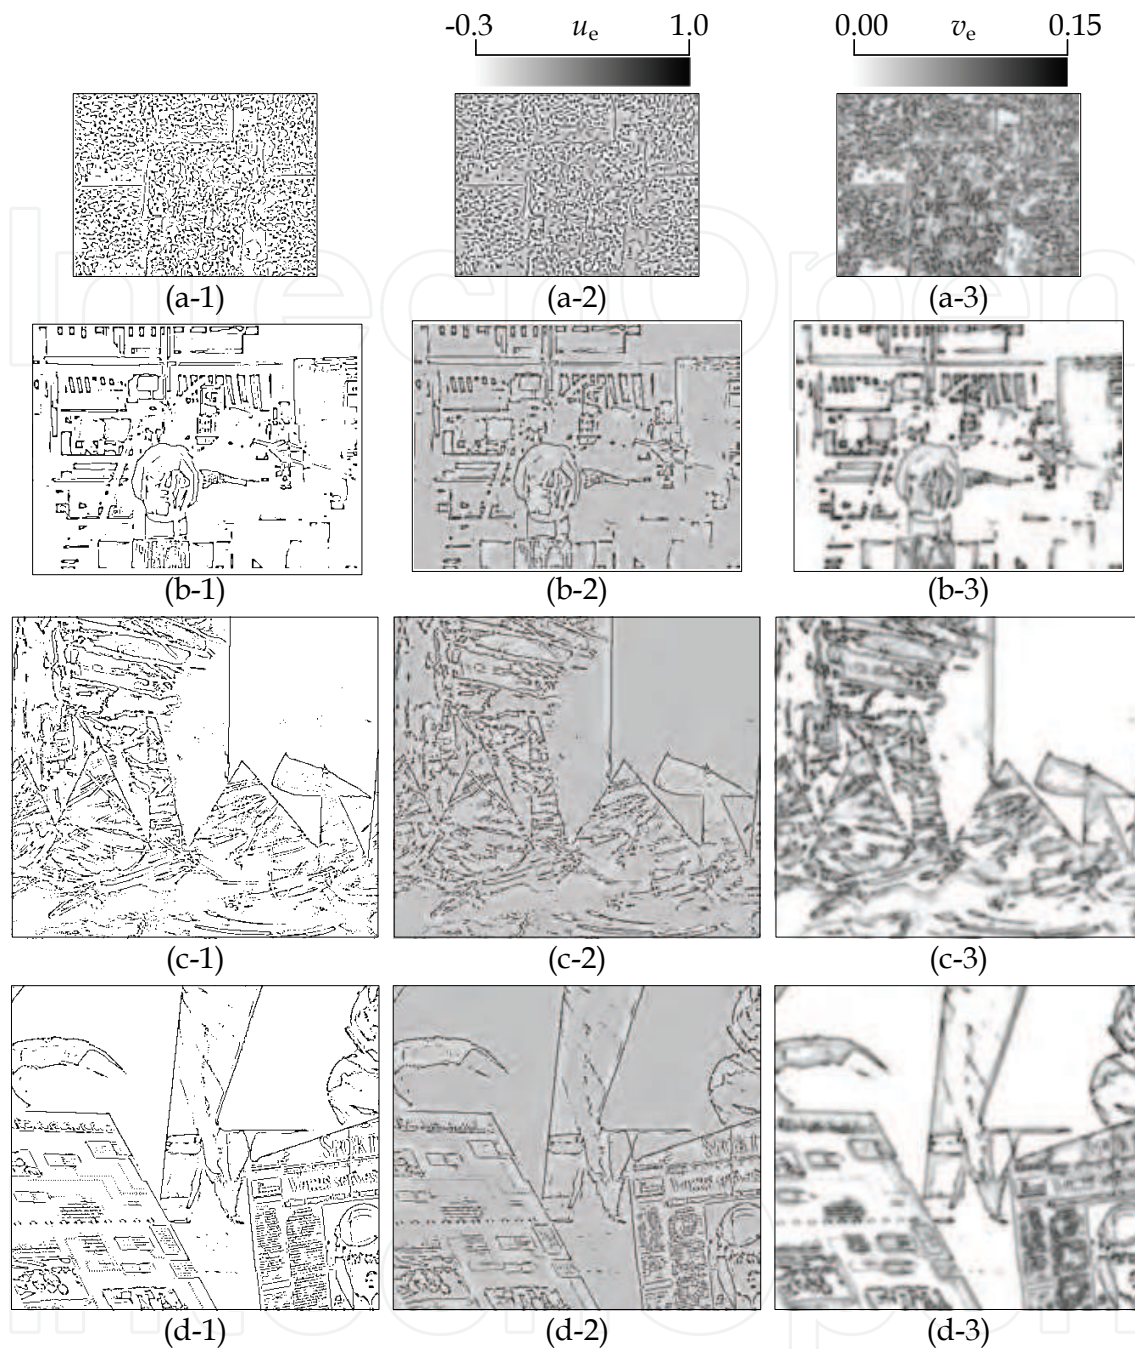 -0.3 u_e 1.0
0.00 v_e 0.15
(a-1) (a-2) (a-3)
(b-1) (b-2) (b-3)
(c-1) (c-2) (c-3)
(d-1) (d-2) (d-3)